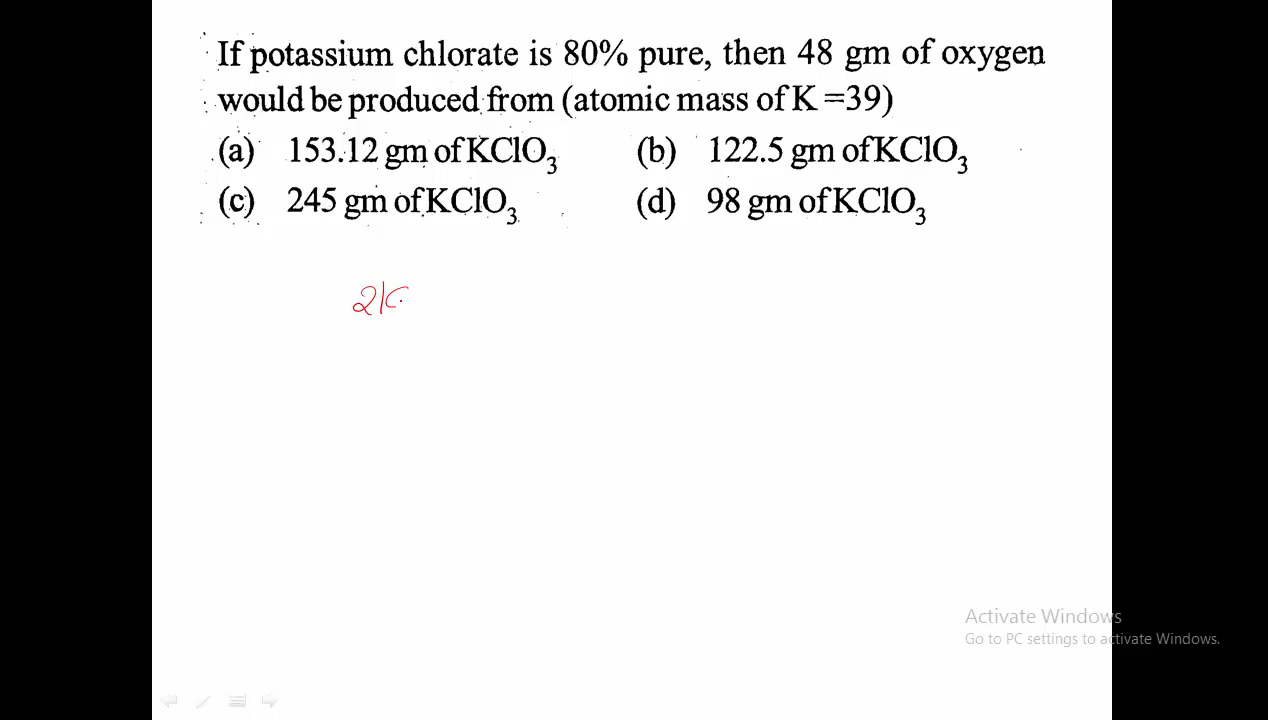 If potassium chlorate is 80% pure, then 48 gm of oxygen
would be produced from (atomic mass of K =39)
(a) 153.12 gm of KClO3 (b) 122.5 gm of KClO3
(c) 245 gm of KClO3 (d) 98 gm of KClO3
Activate Windows
Go to PC settings to activate Windows.